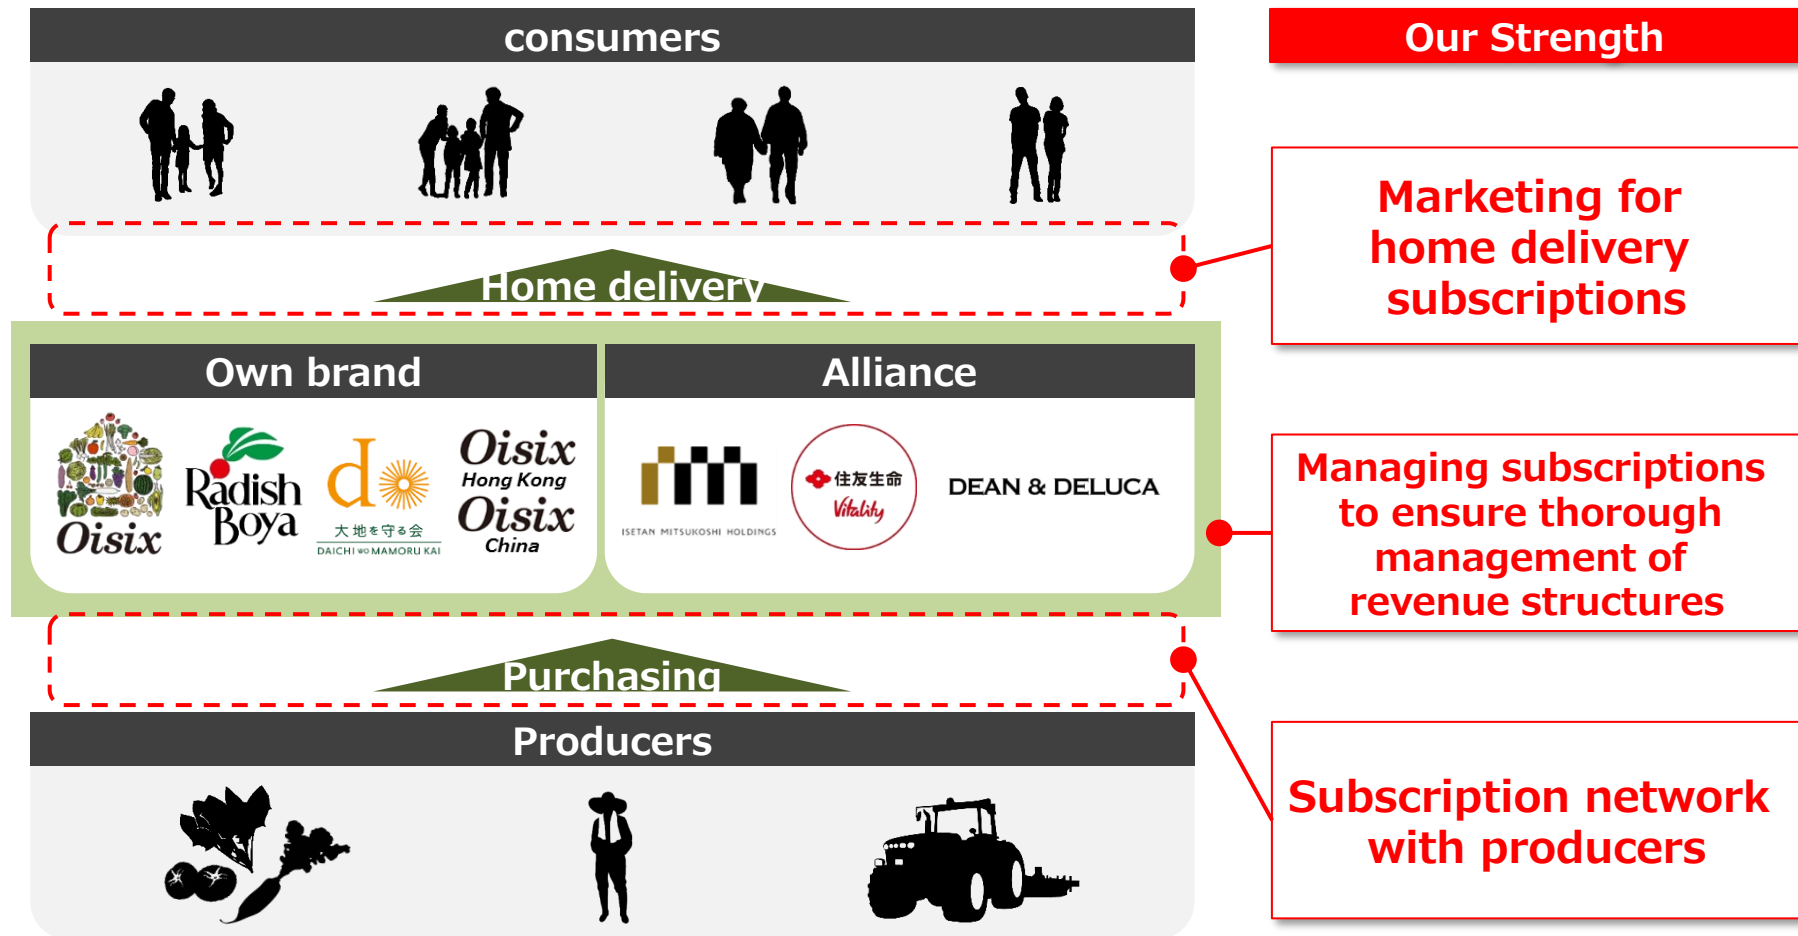 consumers
Home delivery
Own brand
Oisix
Radish
Boya
d
大地を守る会
DAICHI WO MAMORU KAI
Oisix
Hong Kong
Oisix
China
Alliance
ISETAN MITSUKOSHI HOLDINGS
住友生命
Vitality
DEAN & DELUCA
Purchasing
Producers
Our Strength
Marketing for
home delivery
subscriptions
Managing subscriptions
to ensure thorough
management of
revenue structures
Subscription network
with producers